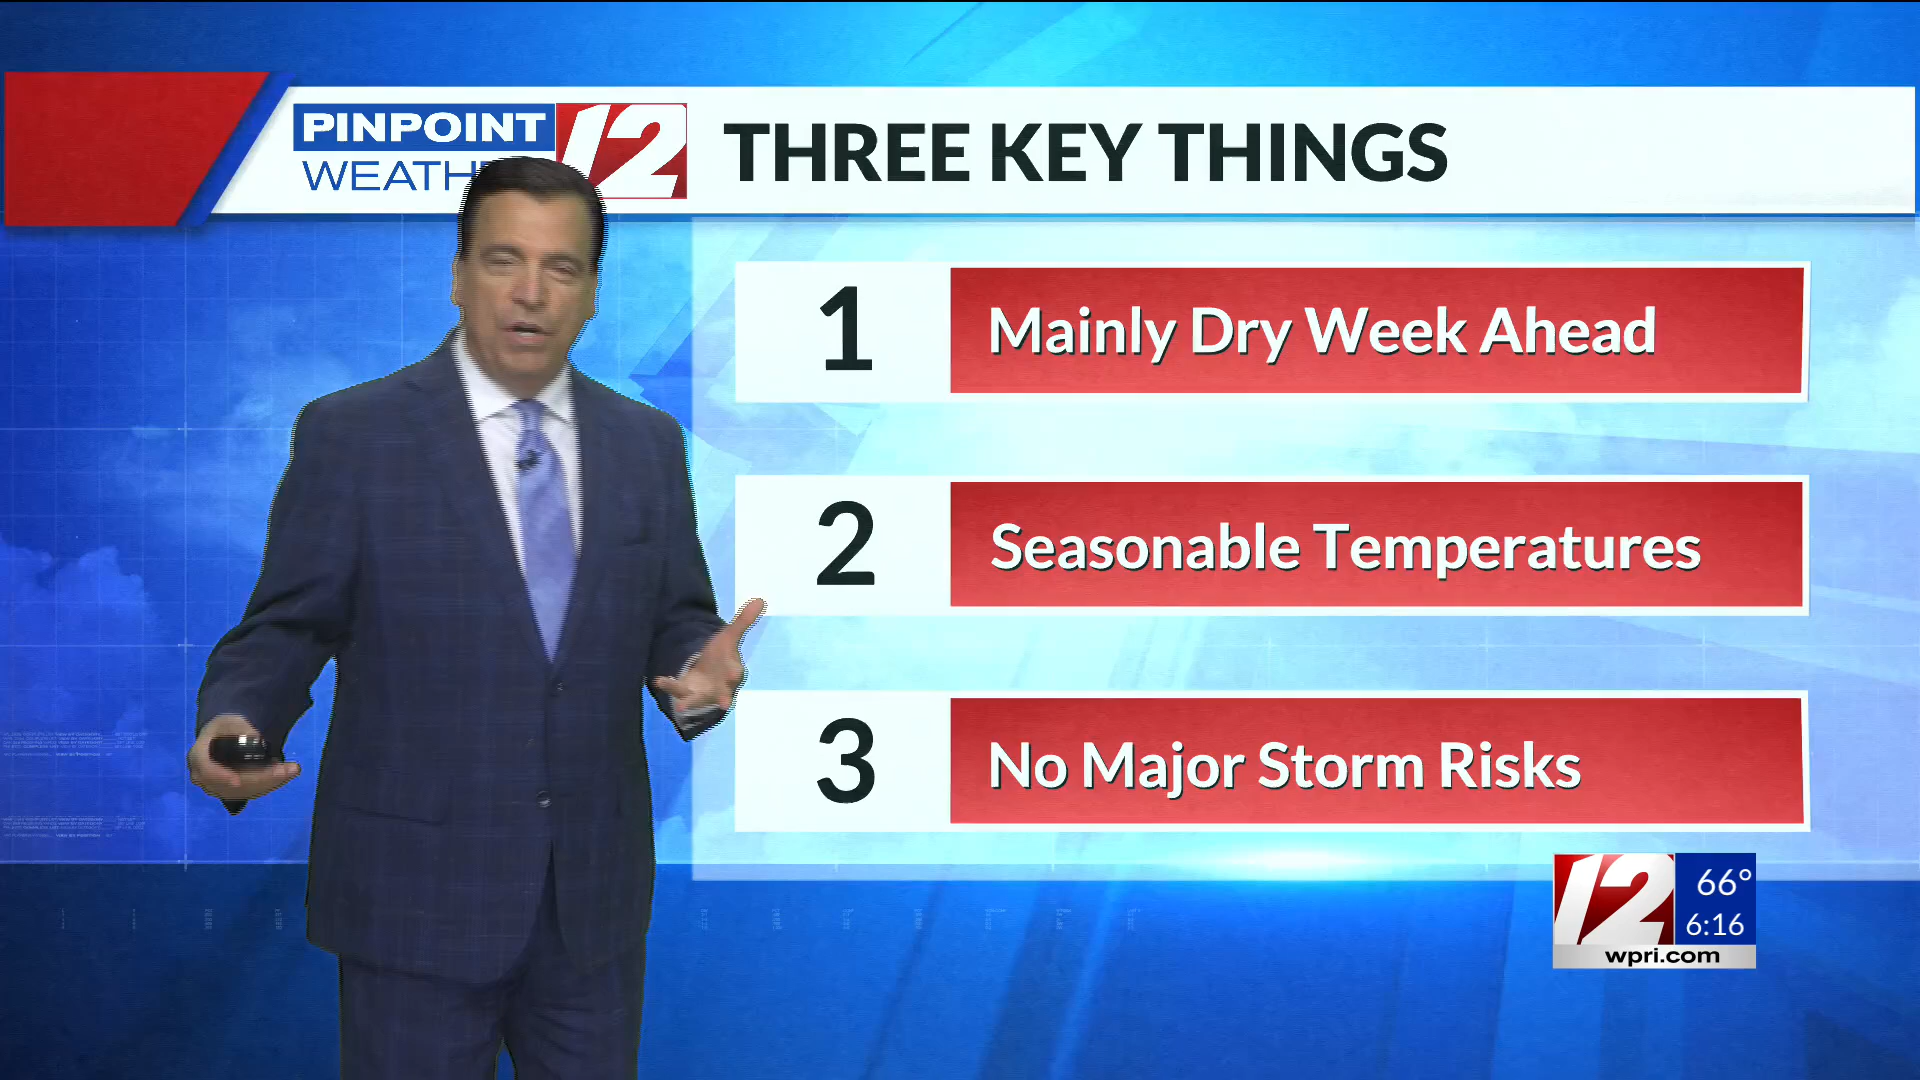 PINPOINT
WEATH
12
THREE KEY THINGS
1
Mainly Dry Week Ahead
2
Seasonable Temperatures
3
No Major Storm Risks
12
66°
6:16
wpri.com